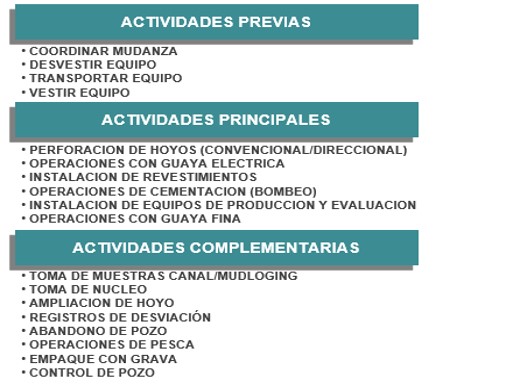 ACTIVIDADES PREVIAS
• COORDINAR MUDANZA
• DESVESTIR EQUIPO
• TRANSPORTAR EQUIPO
• VESTIR EQUIPO
ACTIVIDADES PRINCIPALES
• PERFORACION DE HOYOS (CONVENCIONAL/DIRECCIONAL)
• OPERACIONES CON GUAYA ELECTRICA
• INSTALACION DE REVESTIMIENTOS
• OPERACIONES DE CEMENTACION (BOMBEO)
• INSTALACION DE EQUIPOS DE PRODUCCION Y EVALUACION
• OPERACIONES CON GUAYA FINA
ACTIVIDADES COMPLEMENTARIAS
• TOMA DE MUESTRAS CANAL/MUDLOGING
• TOMA DE NUCLEO
• AMPLIACION DE HOYO
• REGISTROS DE DESVIACIÓN
• ABANDONO DE POZO
• OPERACIONES DE PESCA
• EMPAQUE CON GRAVA
• CONTROL DE POZO